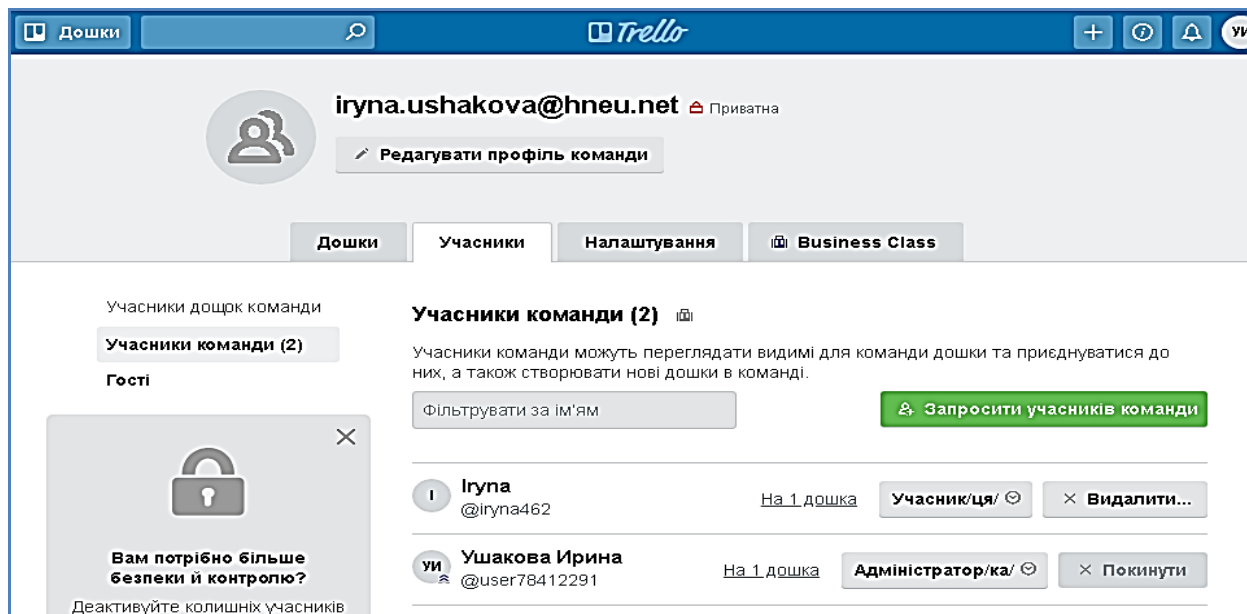 Дошки
Trello
УИ
iryna.ushakova@hneu.net Приватна
Редагувати профіль команди
Дошки Учасники Налаштування Business Class
Учасники дощок команди
Учасники команди (2)
Гості
Вам потрібно більше
безпеки й контролю?
Деактивуйте колишніх учасників
Учасники команди (2)
Учасники команди можуть переглядати видимі для команди дошки та приєднуватися до
них, а також створювати нові дошки в команді.
Фільтрувати за ім'ям
Запросити учасників команди
I
Iryna
@iryna462
На 1 дошка
Учасник/ця/
Видалити...
УИ
Ушакова Ирина
@user78412291
На 1 дошка
Адміністратор/ка/
Покинути